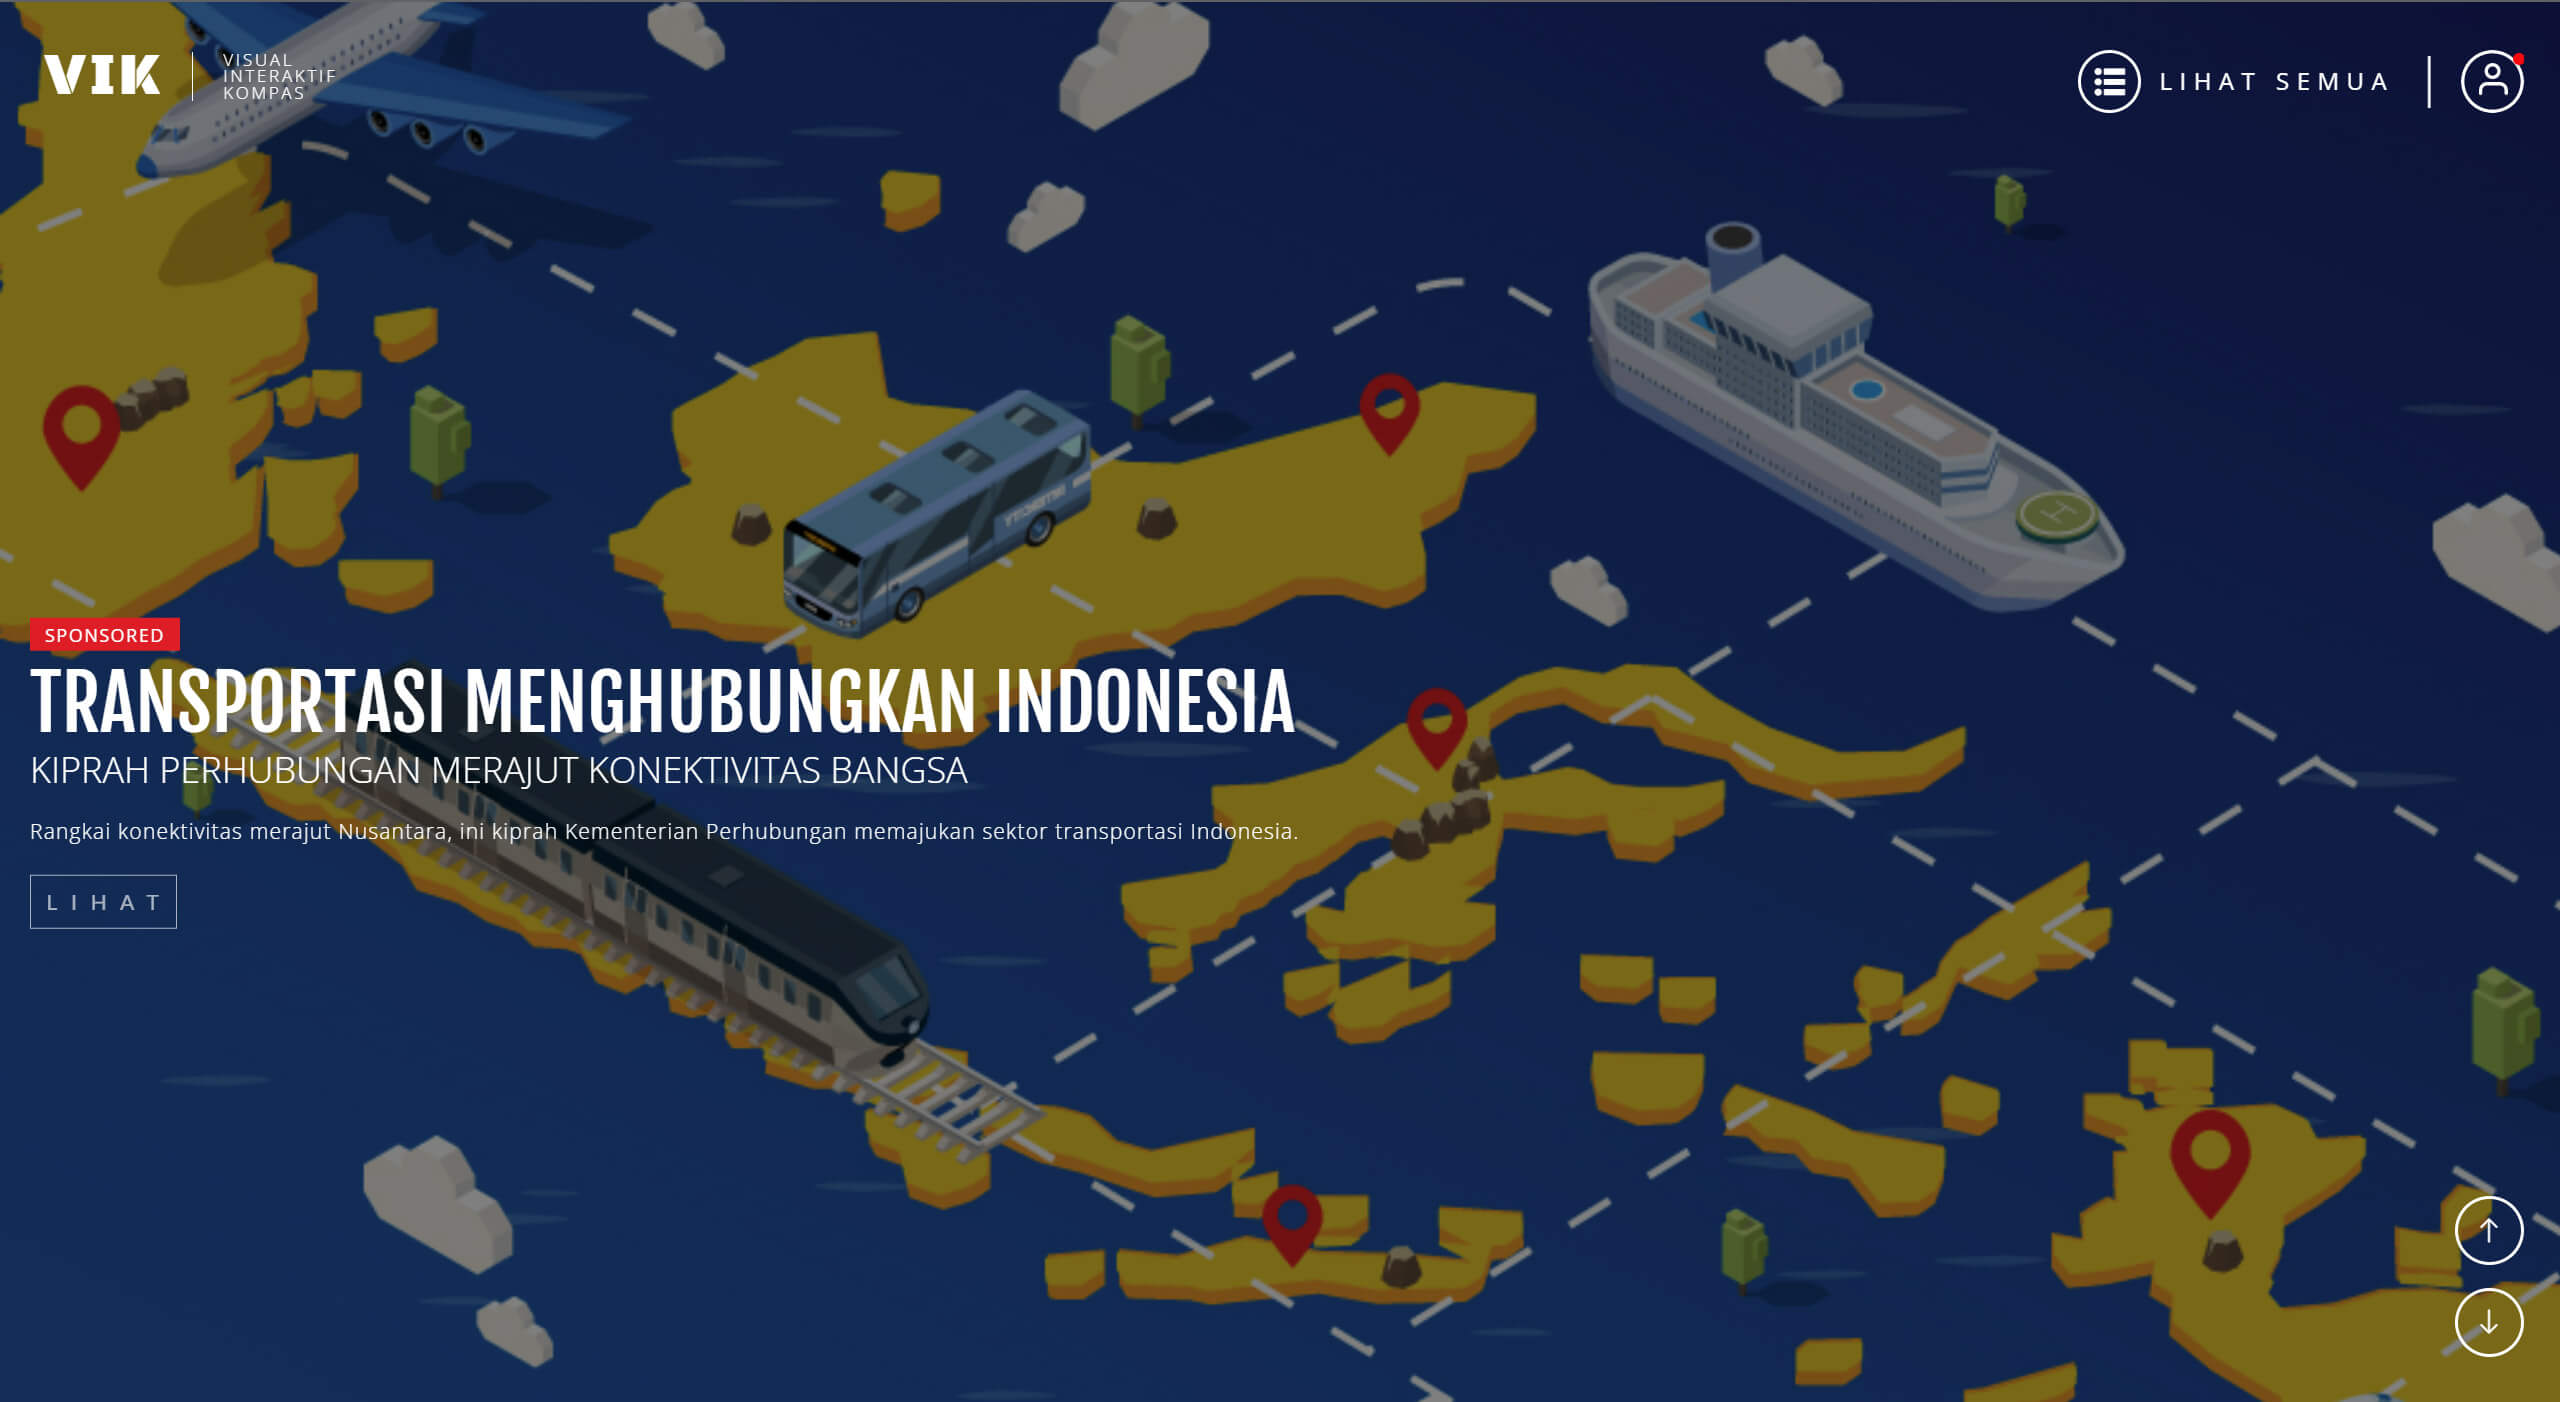 VIK
VISUAL
INTERAKTIF
KOMPAS
LIHAT SEMUA
SPONSORED
TRANSPORTASI MENGHUBUNGKAN INDONESIA
KIPRAH PERHUBUNGAN MERAJUT KONEKTIVITAS BANGSA
Rangkai konektivitas merajut Nusantara, ini kiprah Kementerian Perhubungan memajukan sektor transportasi Indonesia.
LIHAT